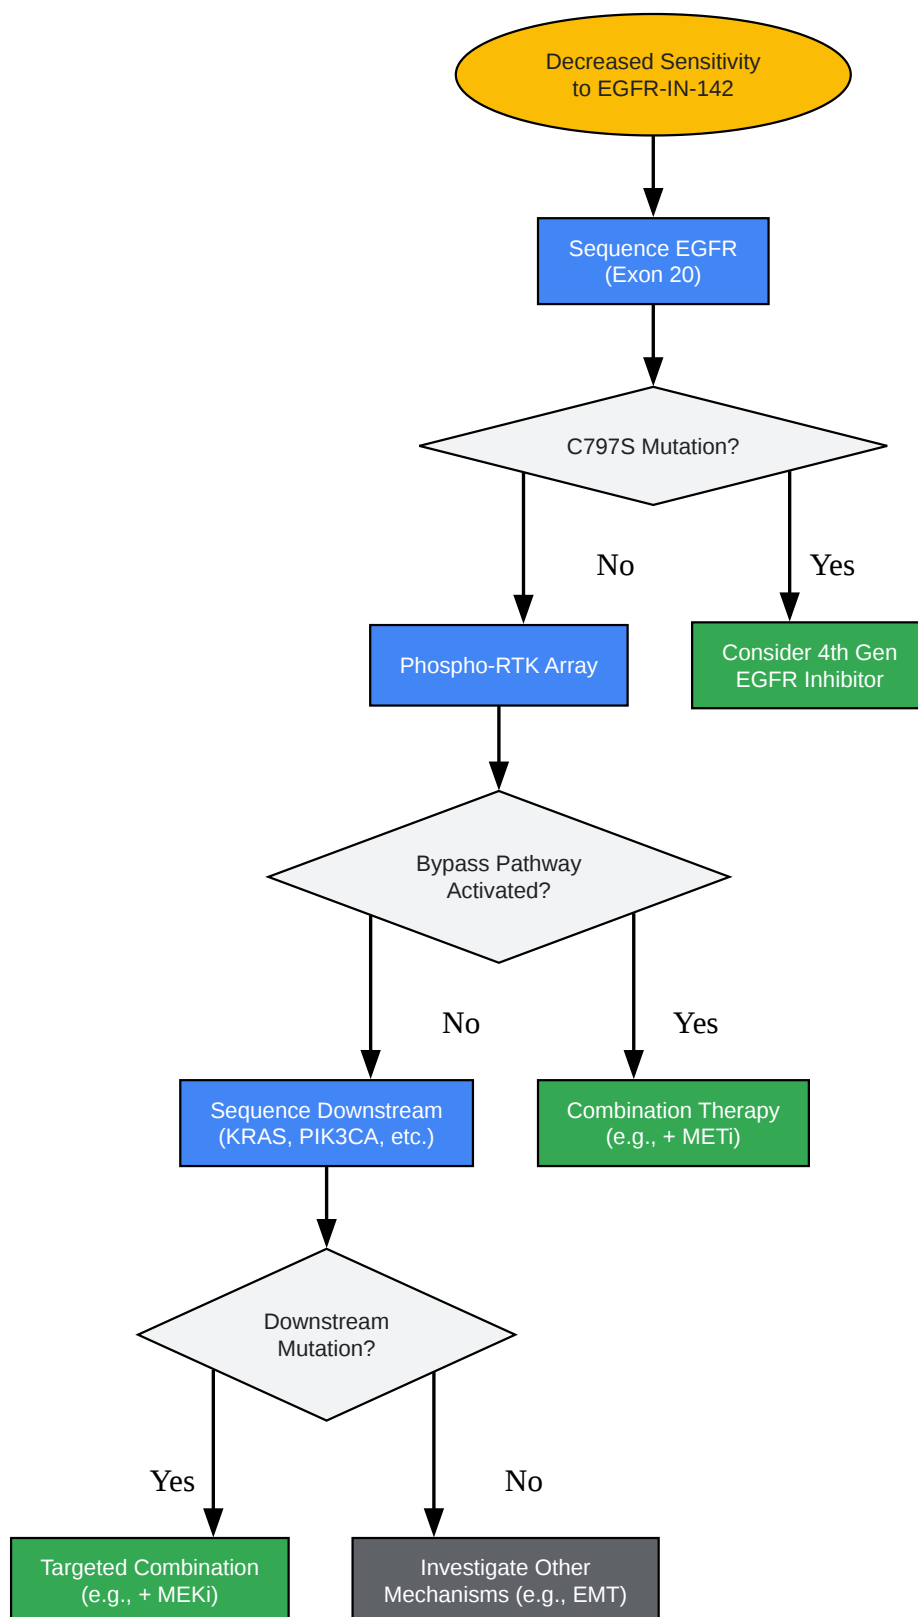 Decreased Sensitivity
to EGFR-IN-142
Sequence EGFR
(Exon 20)
C797S Mutation?
No
Yes
Phospho-RTK Array
Consider 4th Gen
EGFR Inhibitor
Bypass Pathway
Activated?
No
Yes
Sequence Downstream
(KRAS, PIK3CA, etc.)
Combination Therapy
(e.g., + METi)
Downstream
Mutation?
Yes
No
Targeted Combination
(e.g., + MEKi)
Investigate Other
Mechanisms (e.g., EMT)